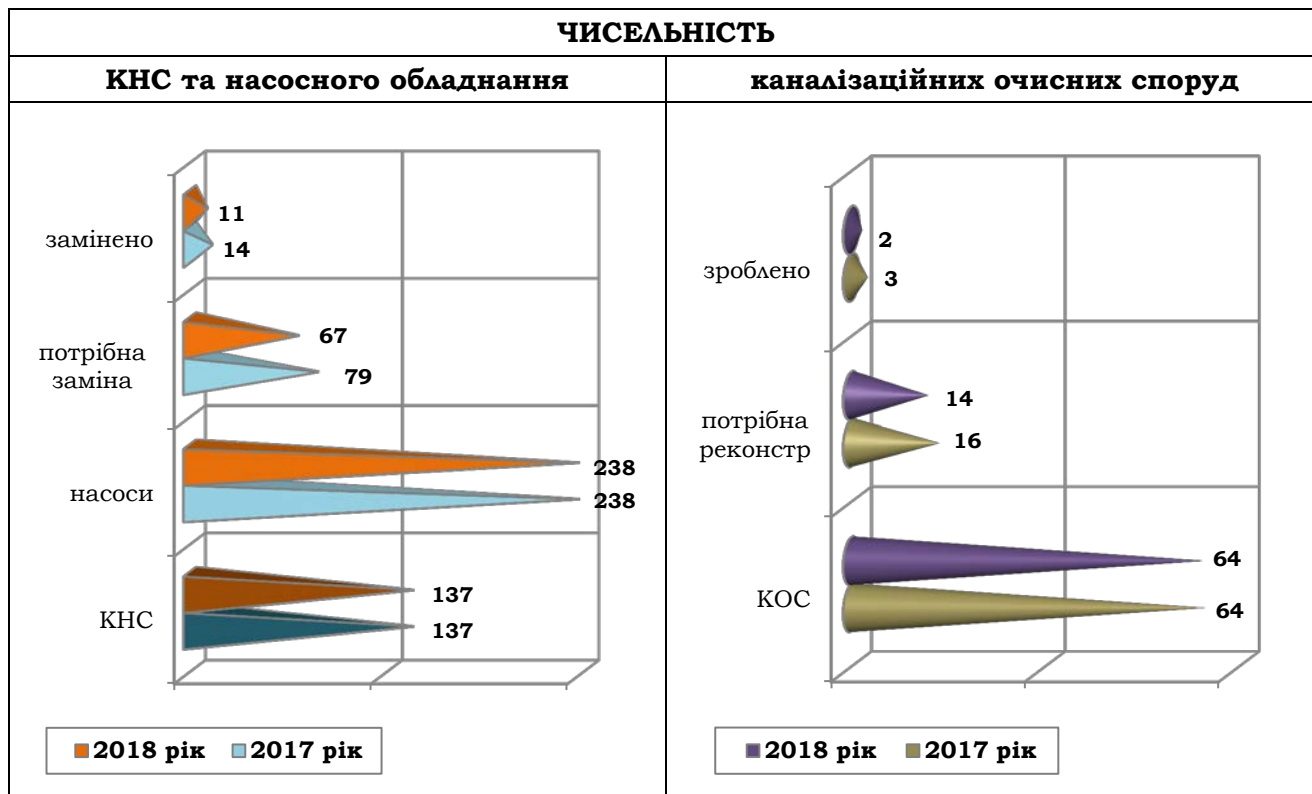 ЧИСЕЛЬНІСТЬ
КНС та насосного обладнання
каналізаційних очисних споруд
замінено
11
14
потрібна
заміна
67
79
насоси
238
238
КНС
137
137
2018 рік
2017 рік
зроблено
2
3
потрібна
реконстр
14
16
КОС
64
64
2018 рік
2017 рік